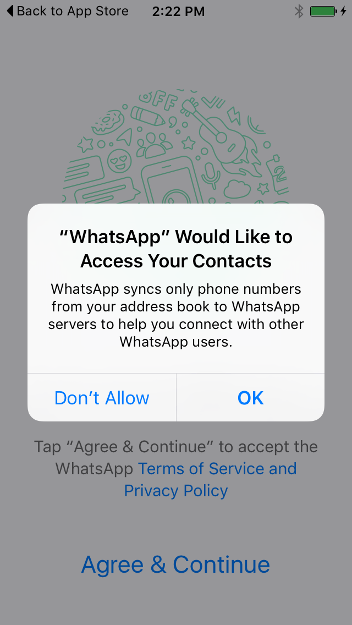 Back to App Store 2:22 PM
“WhatsApp” Would Like to
Access Your Contacts
WhatsApp syncs only phone numbers
from your address book to WhatsApp
servers to help you connect with other
WhatsApp users.
Don’t Allow OK
Tap “Agree & Continue” to accept the
WhatsApp Terms of Service and
Privacy Policy
Agree & Continue